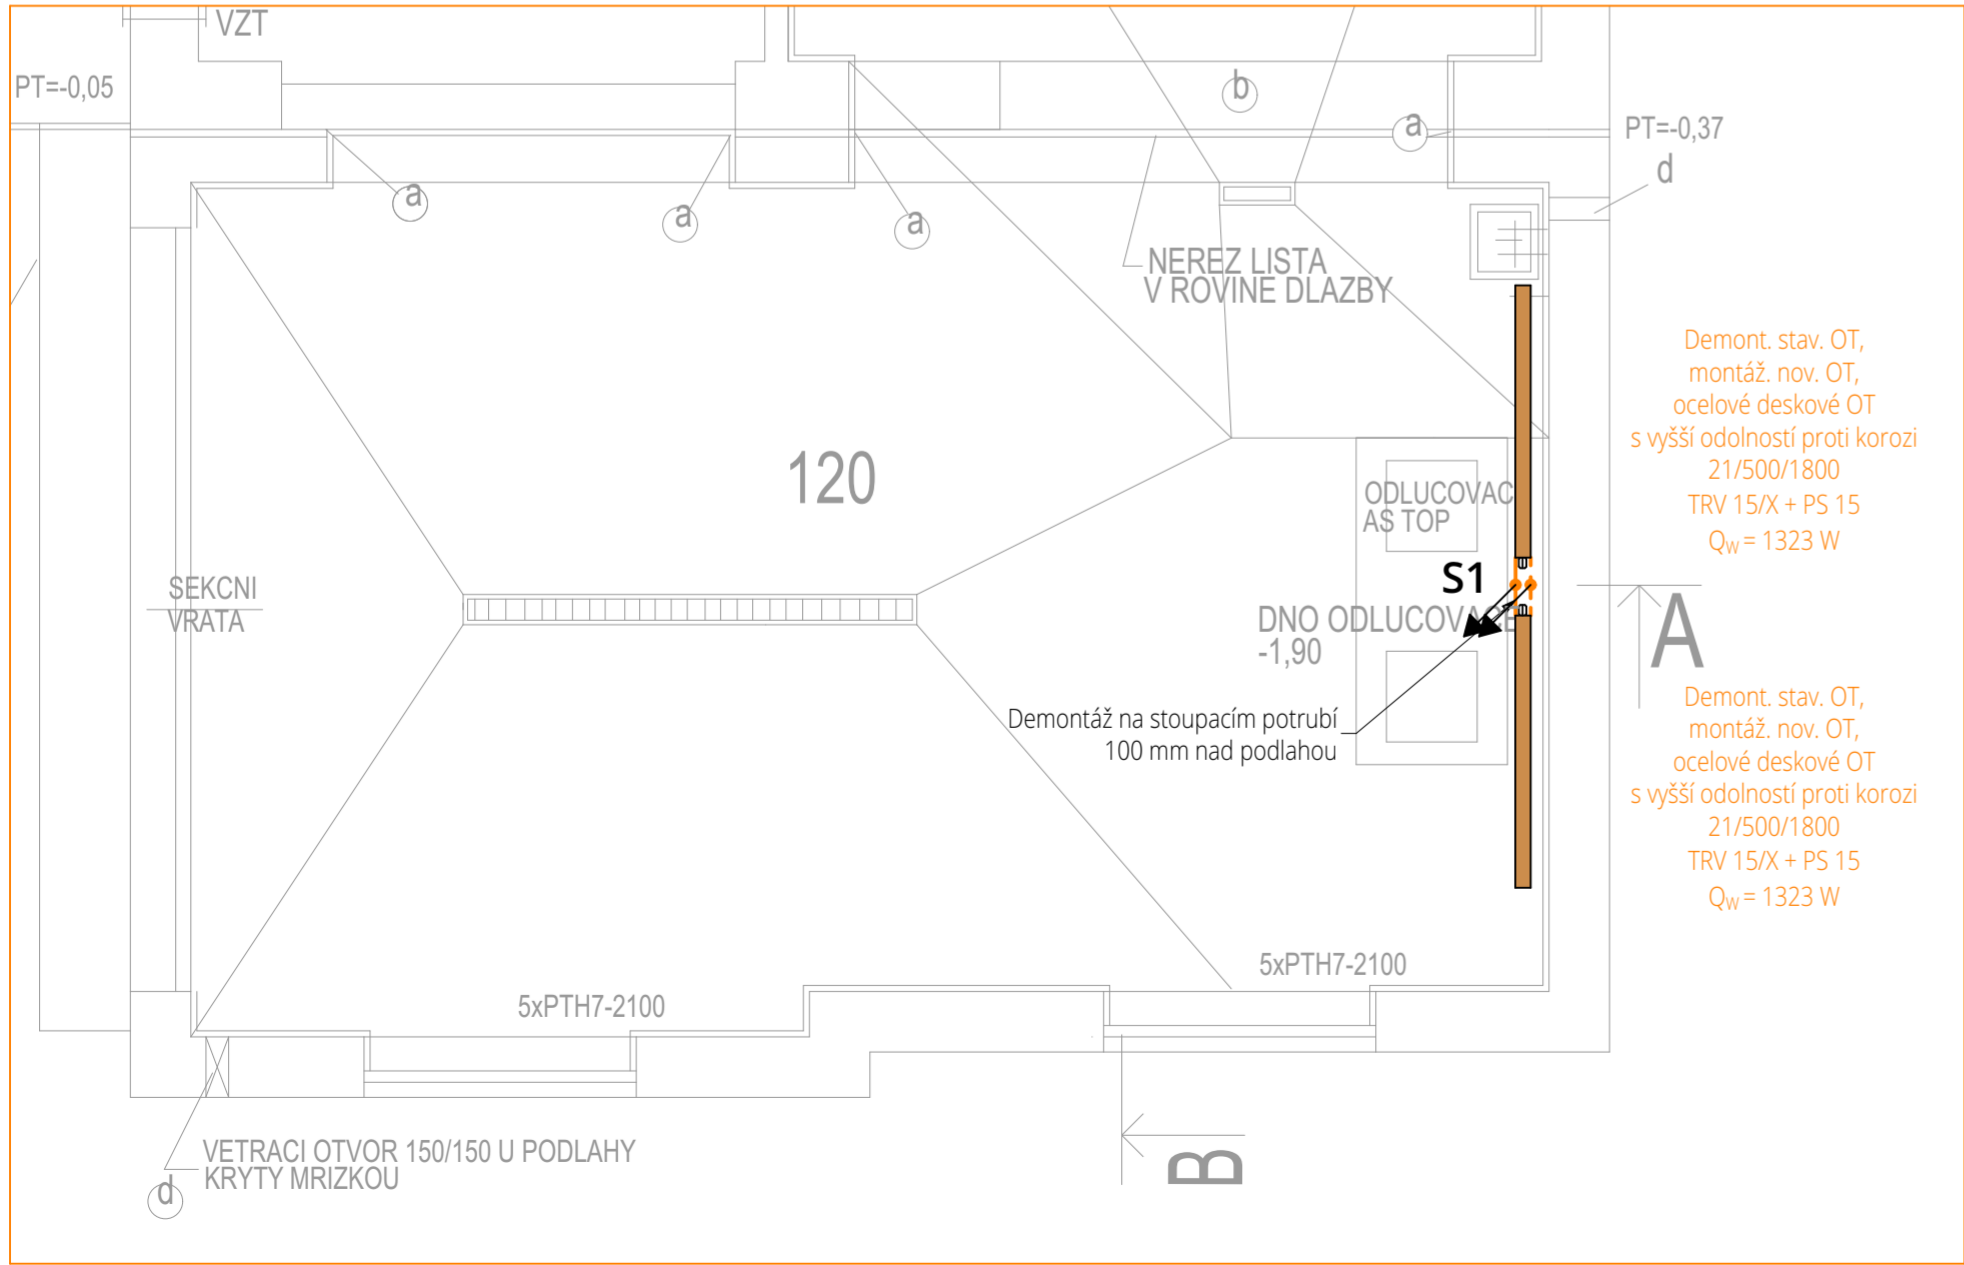 VZT
PT=-0,05
b
a
PT=-0,37
d
a
a
a
NEREZ LISTA
V ROVINE DLAZBY
Demont. stav. OT,
montáž. nov. OT,
ocelové deskové OT
s vyšší odolností proti korozi
21/500/1800
TRV 15/X + PS 15
QW = 1323 W
120
ODLUCOVAC
AS TOP
S1
SEKCNI
VRATA
DNO ODLUCOVACE
-1,90
A
Demontáž na stoupacím potrubí
100 mm nad podlahou
Demont. stav. OT,
montáž. nov. OT,
ocelové deskové OT
s vyšší odolností proti korozi
21/500/1800
TRV 15/X + PS 15
QW = 1323 W
5xPTH7-2100
5xPTH7-2100
VETRACI OTVOR 150/150 U PODLAHY
KRYTY MRIZKOU
d
B